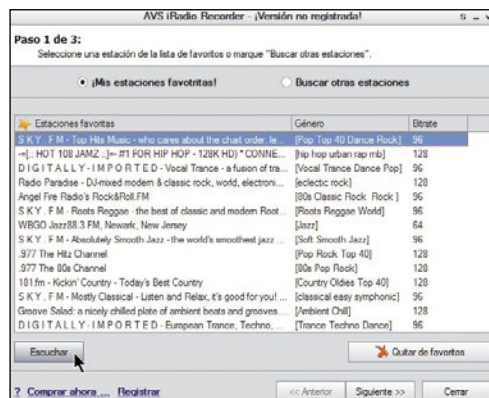 AVS iRadio Recorder - ¡Versión no registrada!
Paso 1 de 3:
Seleccione una estación de la lista de favoritos o marque "Buscar otras estaciones".
¡Mis estaciones favotritas! Buscar otras estaciones
Estaciones favoritas Género Bitrate
S K Y . F M - Top Hits Music - who cares about the chart order, le... [Pop Top 40 Dance Rock] 96
-=[:: HOT 108 JAMZ ::]=- #1 FOR HIP HOP - 128K HD) * CONNE... [hip hop urban rap rnb] 128
D I G I T A L L Y - I M P O R T E D - Vocal Trance - a fusion of tra... [Vocal Trance Dance Pop] 96
Radio Paradise - DJ-mixed modern & classic rock, world, electroni... [eclectic rock] 128
Angel Fire Radio's Rock&Roll.FM [80s Classic Rock Rock ] 96
S K Y . F M - Roots Reggae - the best of classic and modern Root... [Roots Reggae World] 96
WBGO Jazz88.3 FM, Newark, New Jersey [Jazz] 64
S K Y . F M - Absolutely Smooth Jazz - the world's smoothest jazz ... [Soft Smooth Jazz] 96
.977 The Hitz Channel [Pop Rock Top 40] 128
.977 The 80s Channel [80s Pop Rock] 128
181.fm - Kickin' Country - Today's Best Country [Country Oldies Top 40] 128
S K Y . F M - Mostly Classical - Listen and Relax, it's good for you! ... [classical easy symphonic] 96
Groove Salad: a nicely chilled plate of ambient beats and grooves.... [Ambient Chill] 128
D I G I T A L L Y - I M P O R T E D - European Trance, Techno, ... [Trance Techno Dance] 96
Escuchar Quitar de favoritos
? Comprar ahora ... Registrar << Anterior Siguiente >> Cerrar